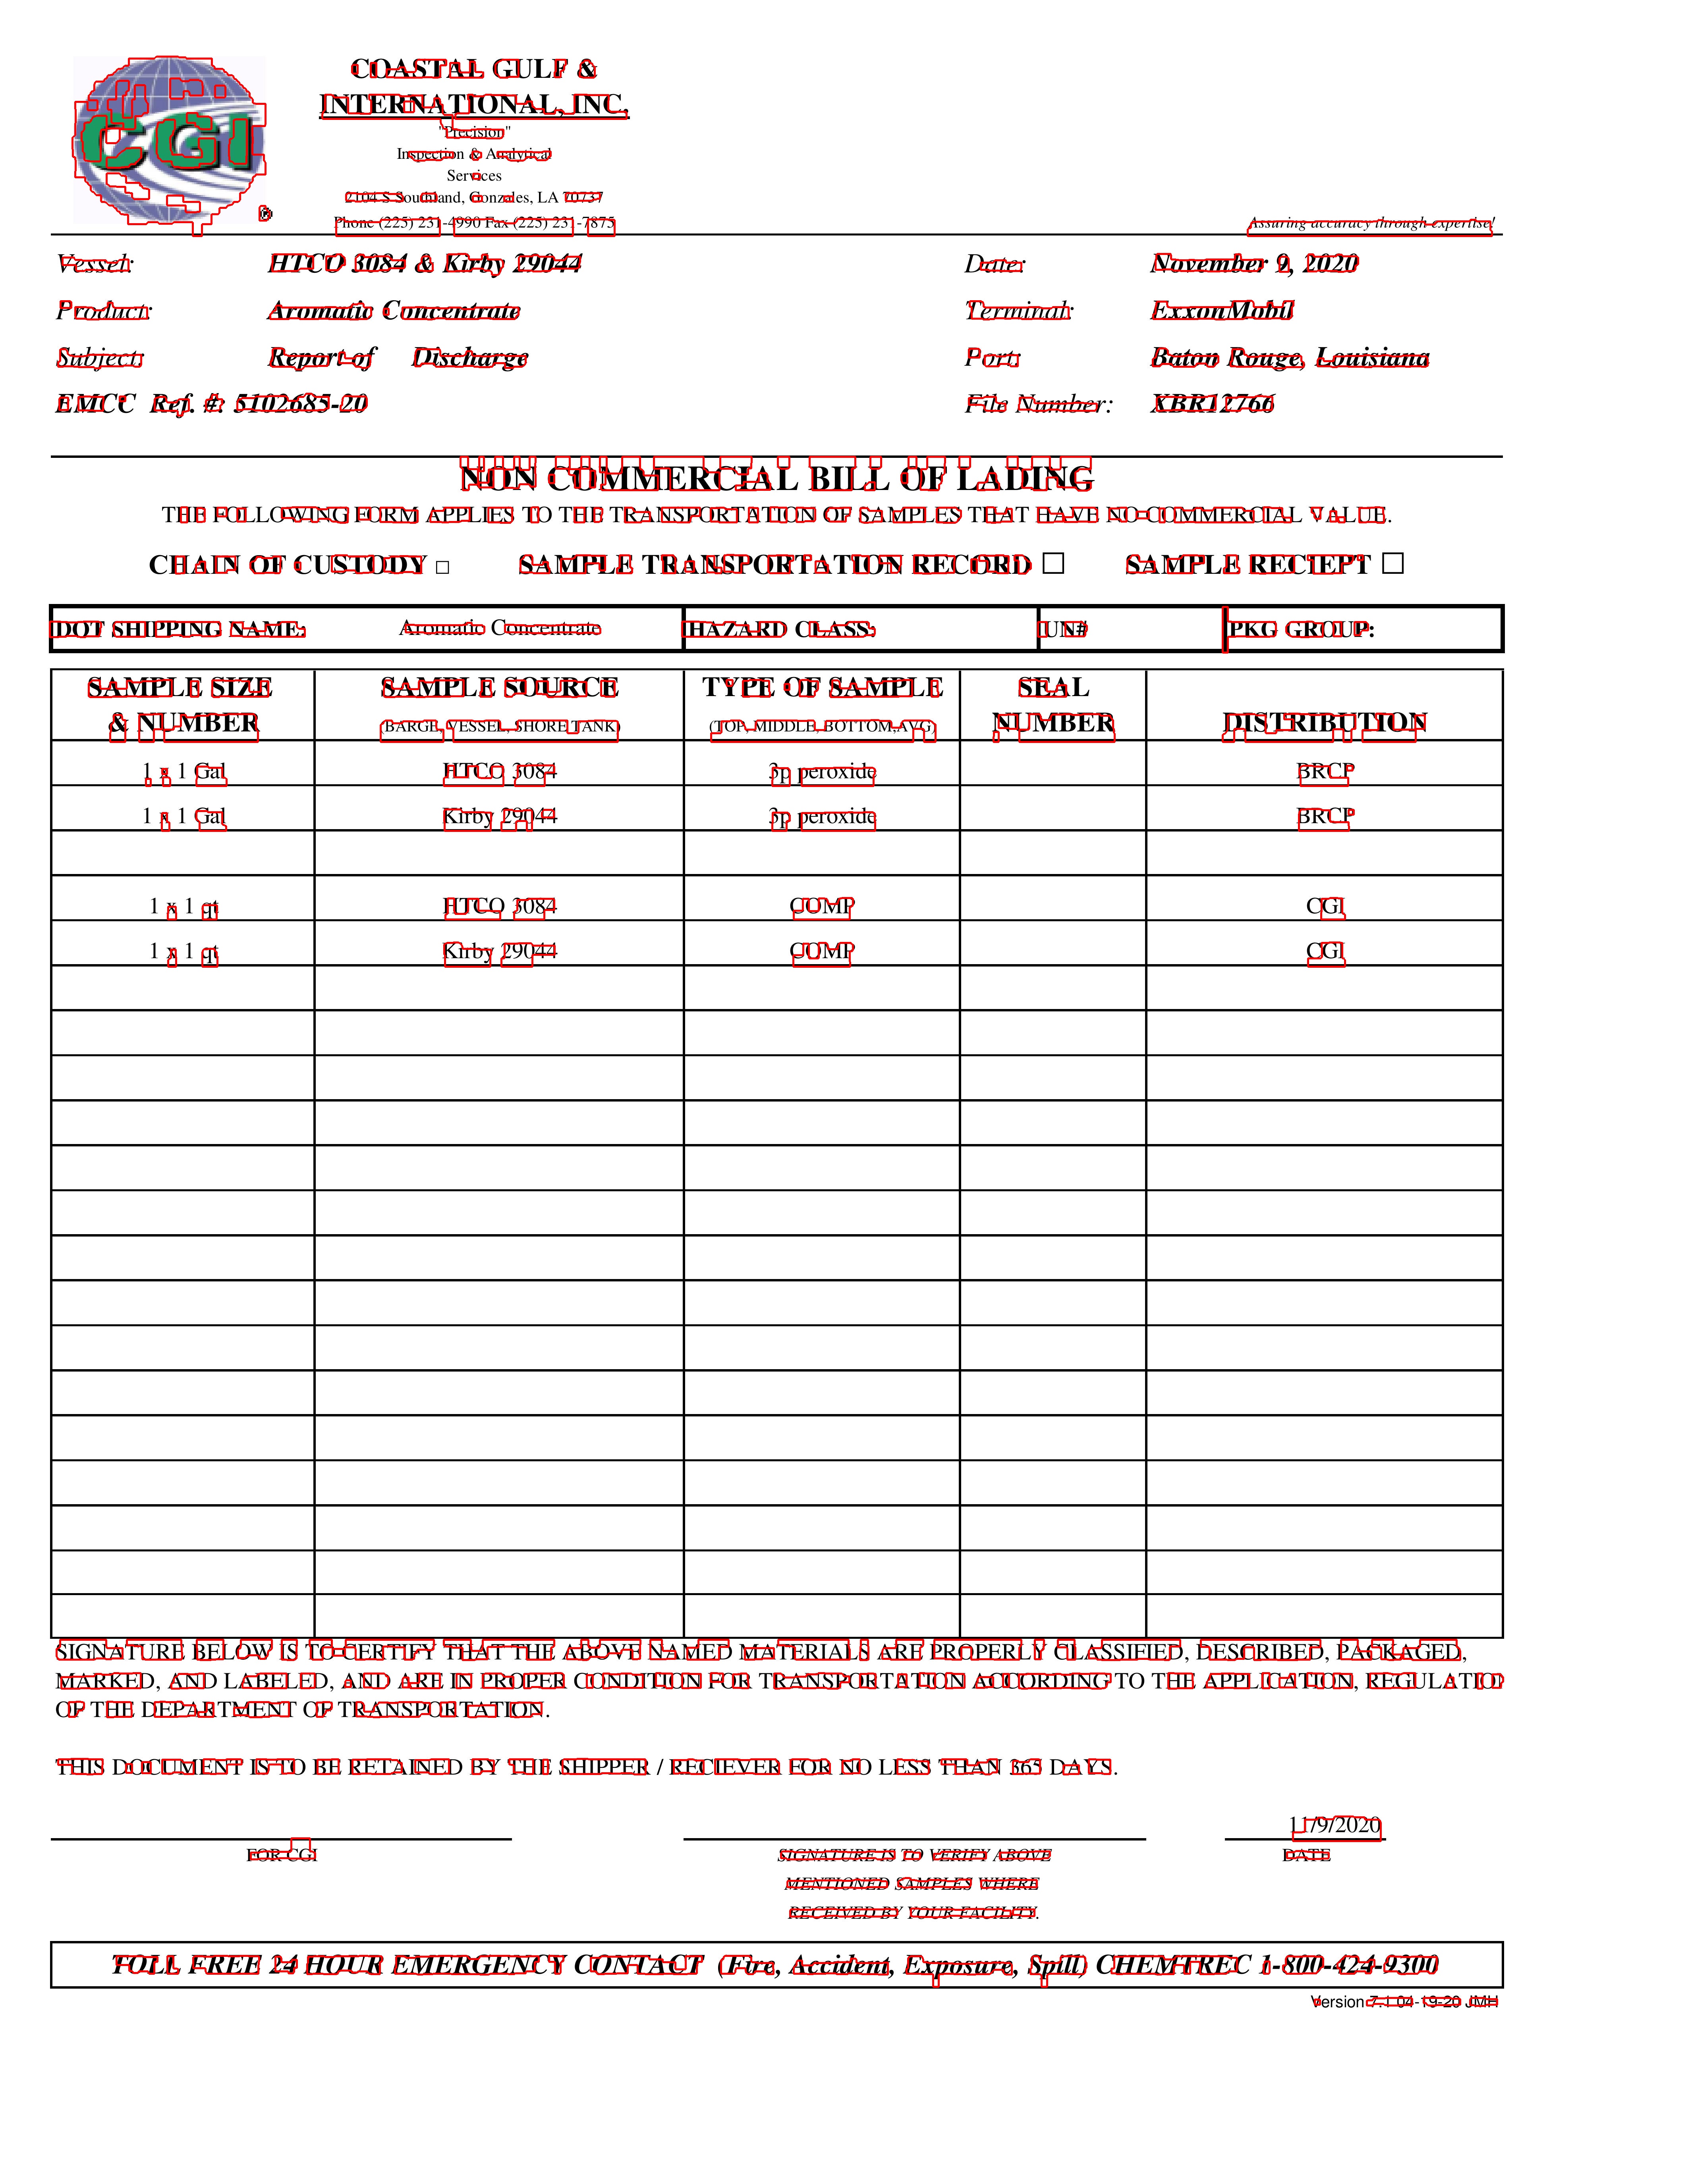 CGI
®
COASTAL GULF &
INTERNATIONAL, INC.
"Precision"
Inspection & Analytical
Services
2104 S Southland, Gonzales, LA 70737
Phone (225) 231-4990 Fax (225) 231-7875
Assuring accuracy through expertise!
Vessel: HTCO 3084 & Kirby 29044 Date: November 9, 2020
Product: Aromatic Concentrate Terminal: ExxonMobil
Subject: Report of Discharge Port: Baton Rouge, Louisiana
EMCC Ref. #: 5102685-20 File Number: XBR12766
NON COMMERCIAL BILL OF LADING
THE FOLLOWING FORM APPLIES TO THE TRANSPORTATION OF SAMPLES THAT HAVE NO COMMERCIAL VALUE.
CHAIN OF CUSTODY □ SAMPLE TRANSPORTATION RECORD □ SAMPLE RECIEPT □
DOT SHIPPING NAME: Aromatic Concentrate HAZARD CLASS: UN# PKG GROUP:
SAMPLE SIZE SAMPLE SOURCE TYPE OF SAMPLE SEAL
& NUMBER (BARGE, VESSEL, SHORE TANK) (TOP, MIDDLE, BOTTOM,AVG) NUMBER DISTRIBUTION
1 x 1 Gal HTCO 3084 3p peroxide BRCP
1 x 1 Gal Kirby 29044 3p peroxide BRCP
1 x 1 qt HTCO 3084 COMP CGI
1 x 1 qt Kirby 29044 COMP CGI
SIGNATURE BELOW IS TO CERTIFY THAT THE ABOVE NAMED MATERIALS ARE PROPERLY CLASSIFIED, DESCRIBED, PACKAGED,
MARKED, AND LABELED, AND ARE IN PROPER CONDITION FOR TRANSPORTATION ACCORDING TO THE APPLICATION, REGULATIO
OF THE DEPARTMENT OF TRANSPORTATION.
THIS DOCUMENT IS TO BE RETAINED BY THE SHIPPER / RECIEVER FOR NO LESS THAN 365 DAYS.
11/9/2020
FOR CGI SIGNATURE IS TO VERIFY ABOVE DATE
MENTIONED SAMPLES WHERE
RECEIVED BY YOUR FACILITY.
TOLL FREE 24 HOUR EMERGENCY CONTACT (Fire, Accident, Exposure, Spill) CHEMTREC 1-800-424-9300
Version 7.1 04-19-20 JMH